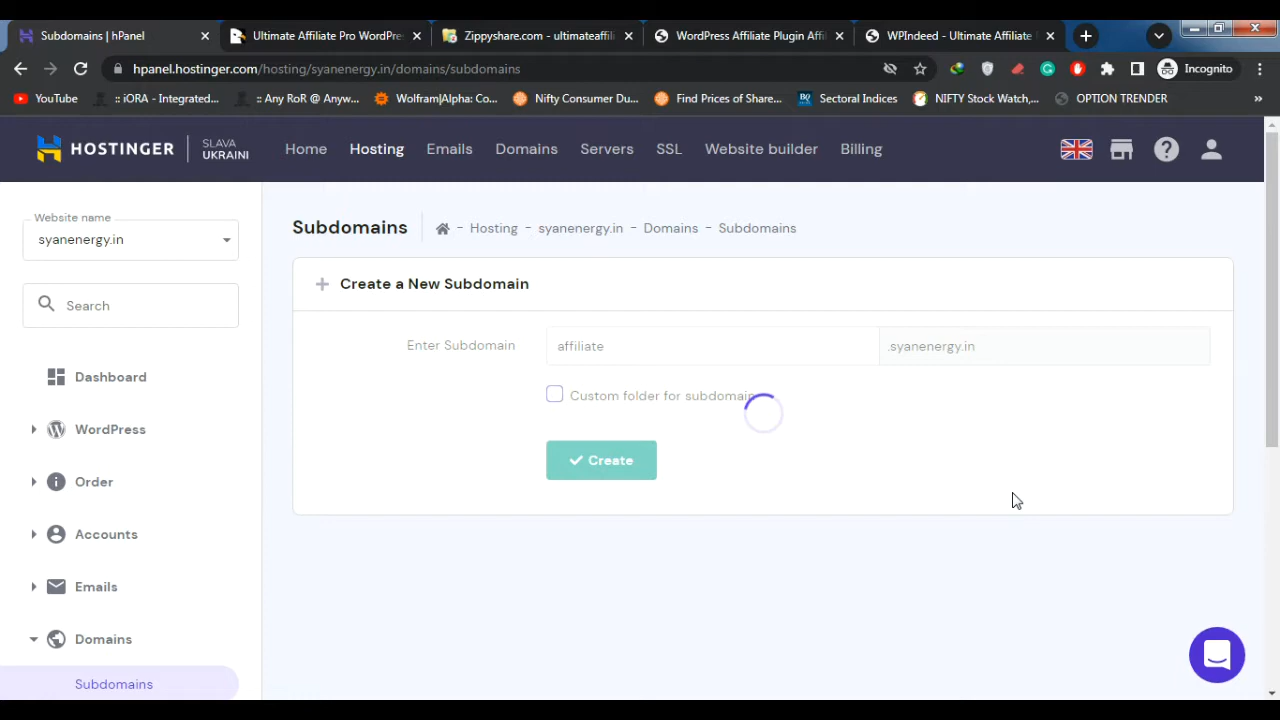 Subdomains | hPanel
Ultimate Affiliate Pro WordPres
Zippyshare.com - ultimateaffili
WordPress Affiliate Plugin Affi
WPIndeed - Ultimate Affiliate
hpanel.hostinger.com/hosting/syanenergy.in/domains/subdomains
Incognito
YouTube
:: iORA - Integrated...
:: Any RoR @ Anyw...
Wolfram|Alpha: Co...
Nifty Consumer Du...
Find Prices of Share...
BQ
Sectoral Indices
NIFTY Stock Watch,...
OPTION TRENDER
»
HOSTINGER
SLAVA
UKRAINI
Home
Hosting
Emails
Domains
Servers
SSL
Website builder
Billing
Website name
syanenergy.in
Search
Dashboard
WordPress
Order
Accounts
Emails
Domains
Subdomains
Subdomains
- Hosting - syanenergy.in - Domains - Subdomains
Create a New Subdomain
Enter Subdomain
affiliate
.syanenergy.in
Custom folder for subdomain
Create